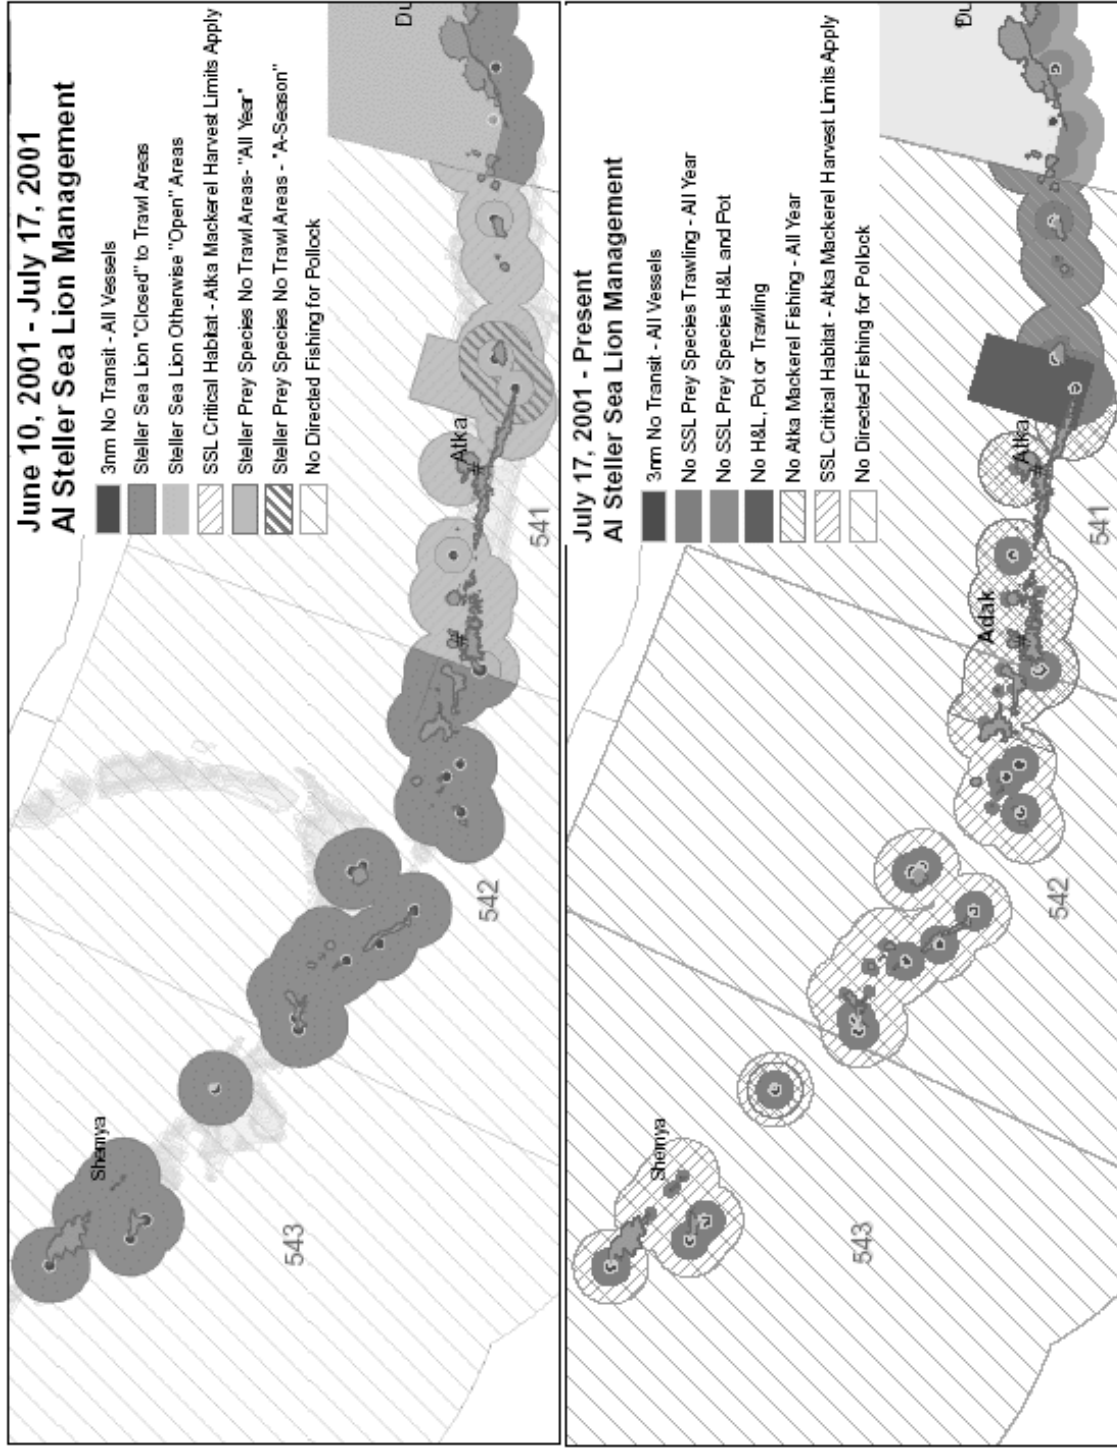 June 10, 2001 - July 17, 2001
AI Steller Sea Lion Management
3nm No Transit - All Vessels
Steller Sea Lion "Closed" to Trawl Areas
Steller Sea Lion Otherwise "Open" Areas
SSL Critical Habitat - Atka Mackerel Harvest Limits Apply
Steller Prey Species No Trawl Areas- "All Year"
Steller Prey Species No Trawl Areas - "A-Season"
No Directed Fishing for Pollock
Shemya
Atka
#
#
Du
543
542
541
July 17, 2001 - Present
AI Steller Sea Lion Management
3nm No Transit - All Vessels
No SSL Prey Species Trawling - All Year
No SSL Prey Species H&L and Pot
No H&L, Pot or Trawling
No Atka Mackerel Fishing - All Year
SSL Critical Habitat - Atka Mackerel Harvest Limits Apply
No Directed Fishing for Pollock
Shemya
Adak
#
Atka
#
Du
543
542
541